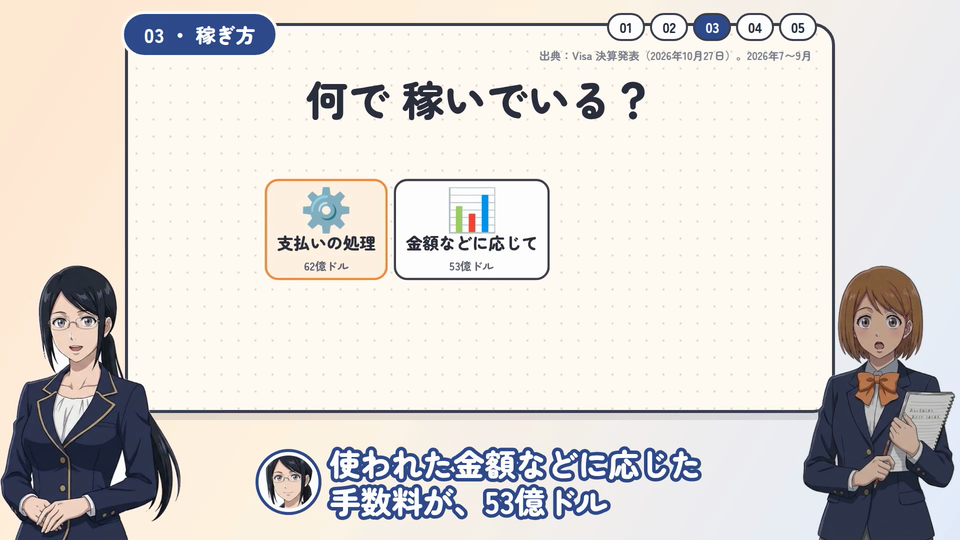 03 ・ 稼ぎ方
01 02 03 04 05
出典：Visa 決算発表（2026年10月27日）。2026年7〜9月
何で 稼いでいる？
支払いの処理
62億ドル
金額などに応じて
53億ドル
使われた金額などに応じた
手数料が、53億ドル